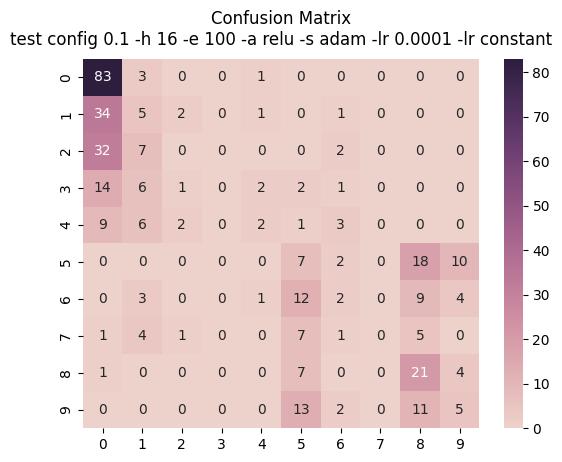 Confusion Matrix
test config 0.1 -h 16 -e 100 -a relu -s adam -lr 0.0001 -lr constant
0 83 3 0 0 1 0 0 0 0 0
1 34 5 2 0 1 0 1 0 0 0
2 32 7 0 0 0 0 2 0 0 0
3 14 6 1 0 2 2 1 0 0 0
4 9 6 2 0 2 1 3 0 0 0
5 0 0 0 0 0 7 2 0 18 10
6 0 3 0 0 1 12 2 0 9 4
7 1 4 1 0 0 7 1 0 5 0
8 1 0 0 0 0 7 0 0 21 4
9 0 0 0 0 0 13 2 0 11 5
0 1 2 3 4 5 6 7 8 9
80
70
60
50
40
30
20
10
0